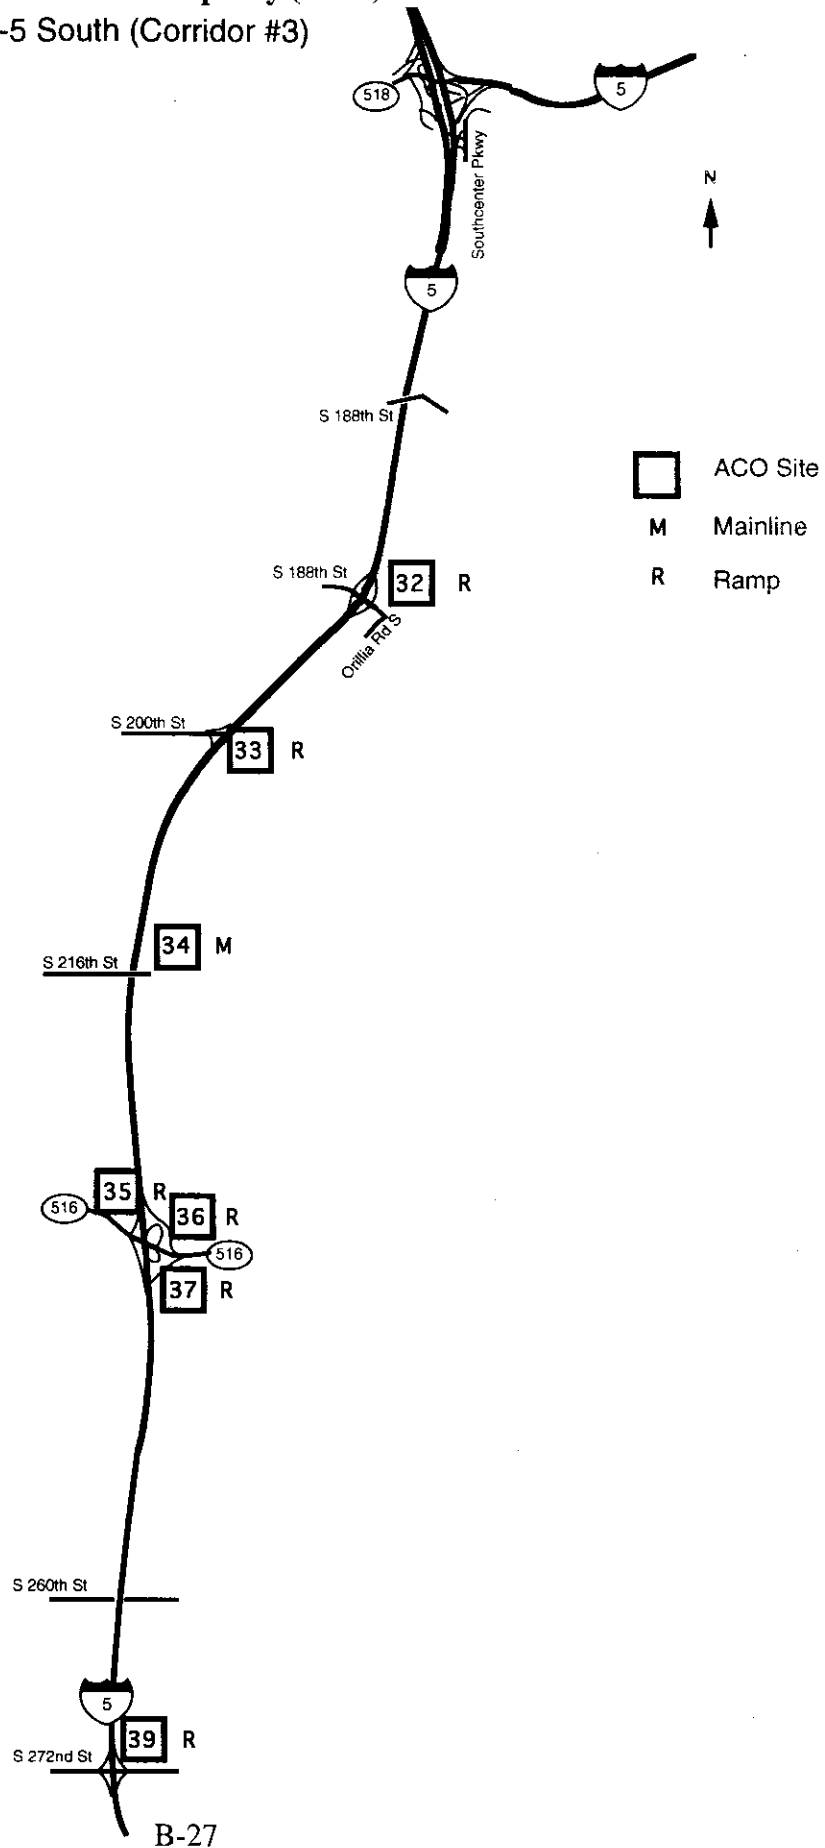 -5 South (Corridor #3)
518
5
Southcenter Pkwy
N
5
S 188th St
ACO Site
M Mainline
R Ramp
S 188th St
32 R
Orillia Rd S
S 200th St
33 R
34 M
S 216th St
35 R
516
36 R
516
37 R
S 260th St
5
39 R
S 272nd St
B-27